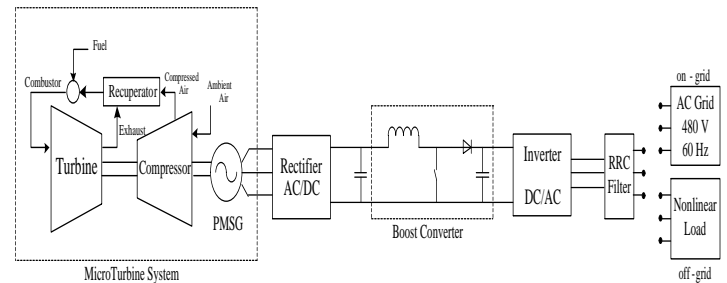 Fuel
Combustor
Recuperator
Compressed
Air
Ambient
Air
Exhaust
Turbine
Compressor
PMSG
MicroTurbine System
Rectifier
AC/DC
Boost Converter
Inverter
DC/AC
RRC
Filter
on - grid
AC Grid
480 V
60 Hz
Nonlinear
Load
off - grid